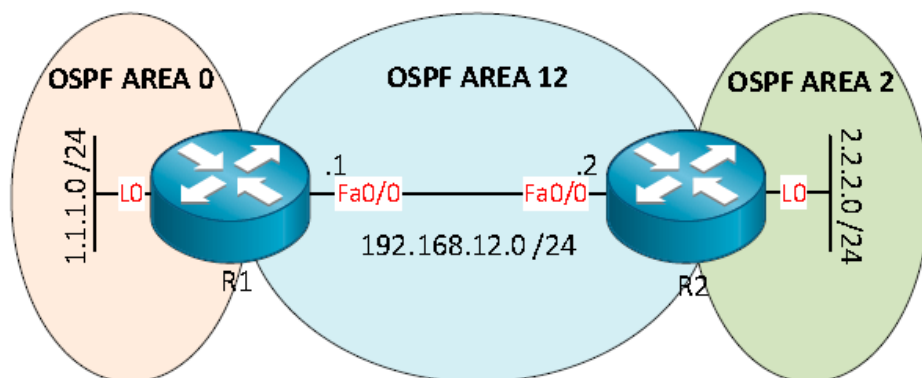 OSPF AREA 0
OSPF AREA 12
OSPF AREA 2
1.1.1.0 /24
L0
.1
Fa0/0
.2
Fa0/0
L0
2.2.2.0 /24
192.168.12.0 /24
R1
R2